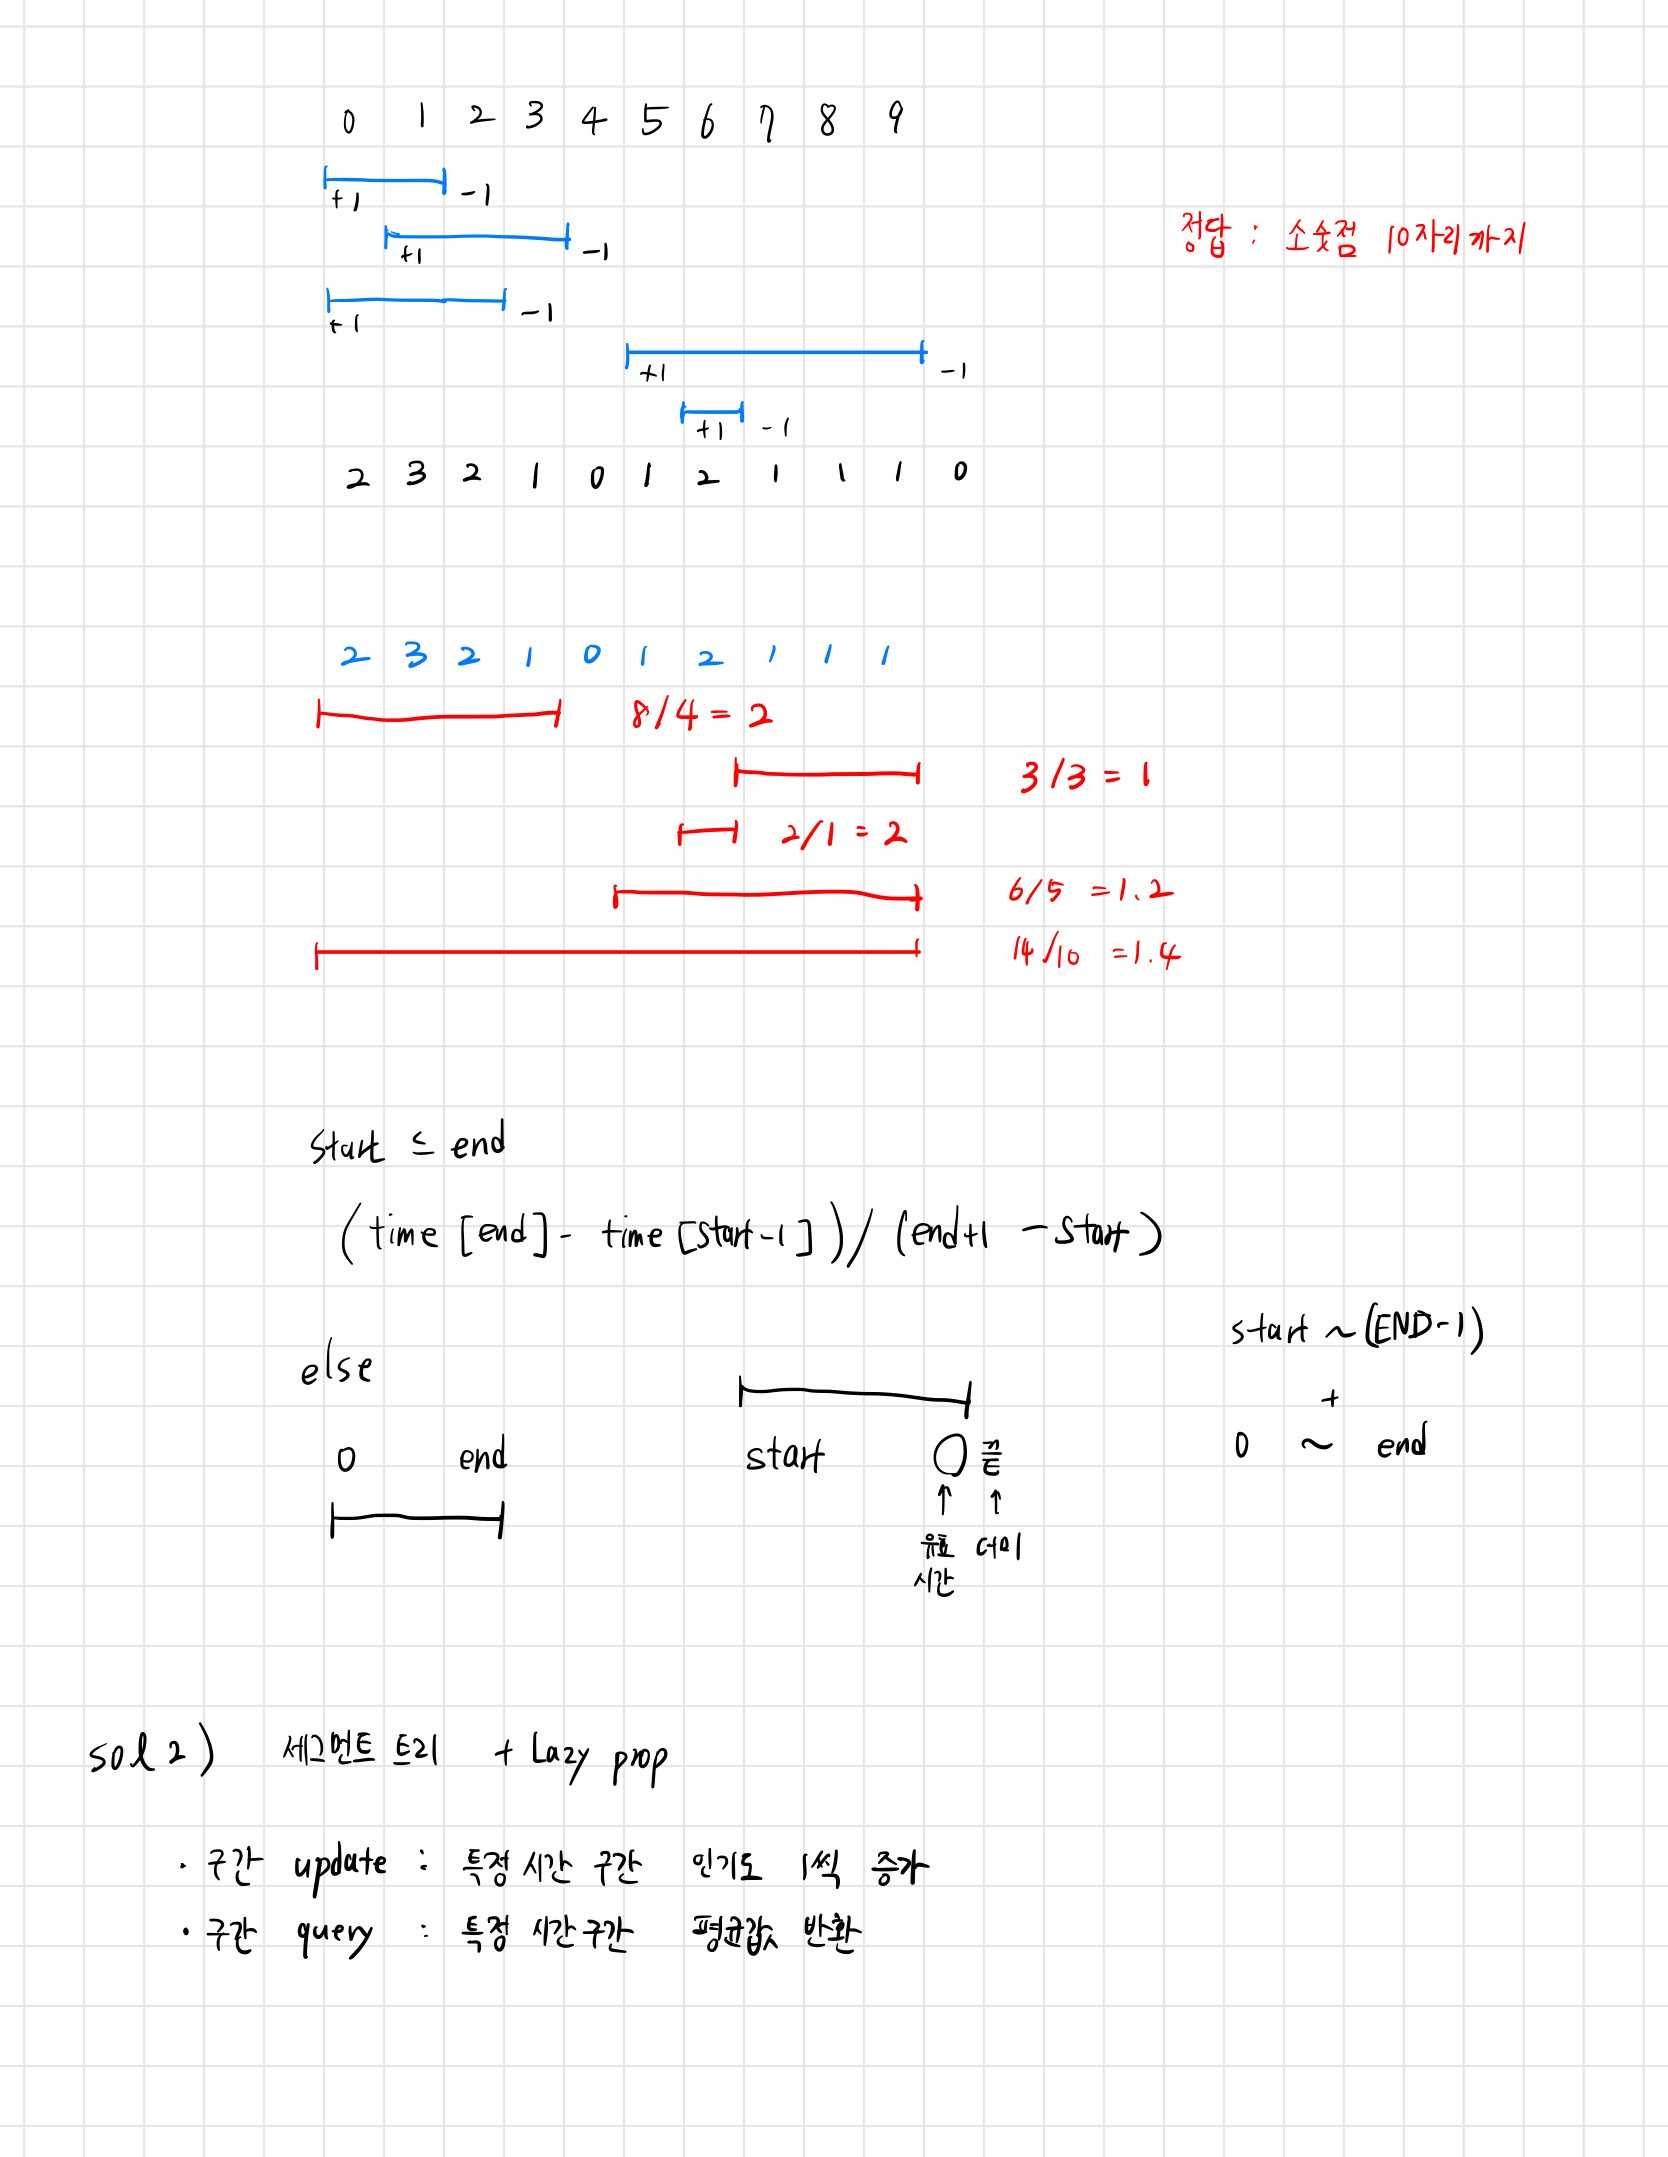 0 1 2 3 4 5 6 7 8 9
+1 -1
정답 : 소숫점 10자리까지
+1 -1
+1 -1
+1 -1
+1 -1
2 3 2 1 0 1 2 1 1 1 0
2 3 2 1 0 1 2 1 1 1
8/4 = 2
3/3 = 1
2/1 = 2
6/5 = 1.2
14/10 = 1.4
start ≤ end
(time [end] - time [start-1]) / (end+1 - start)
start ~ (END-1)
else
+
0 end start 끝 0 ~ end
↑ ↑
유효 더미
시간
sol 2) 세그먼트 트리 + Lazy prop
· 구간 update : 특정 시간 구간 인기도 1씩 증가
· 구간 query : 특정 시간 구간 평균값 반환